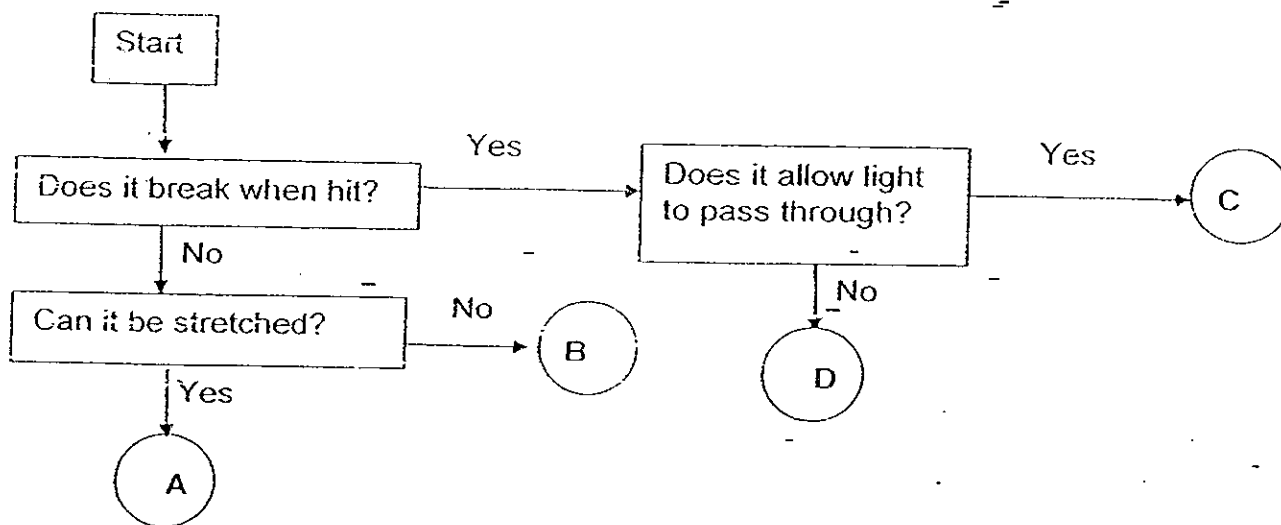 Start
Does it break when hit?
Yes
Does it allow light
to pass through?
Yes
C
No
No
Can it be stretched?
No
B
D
Yes
A